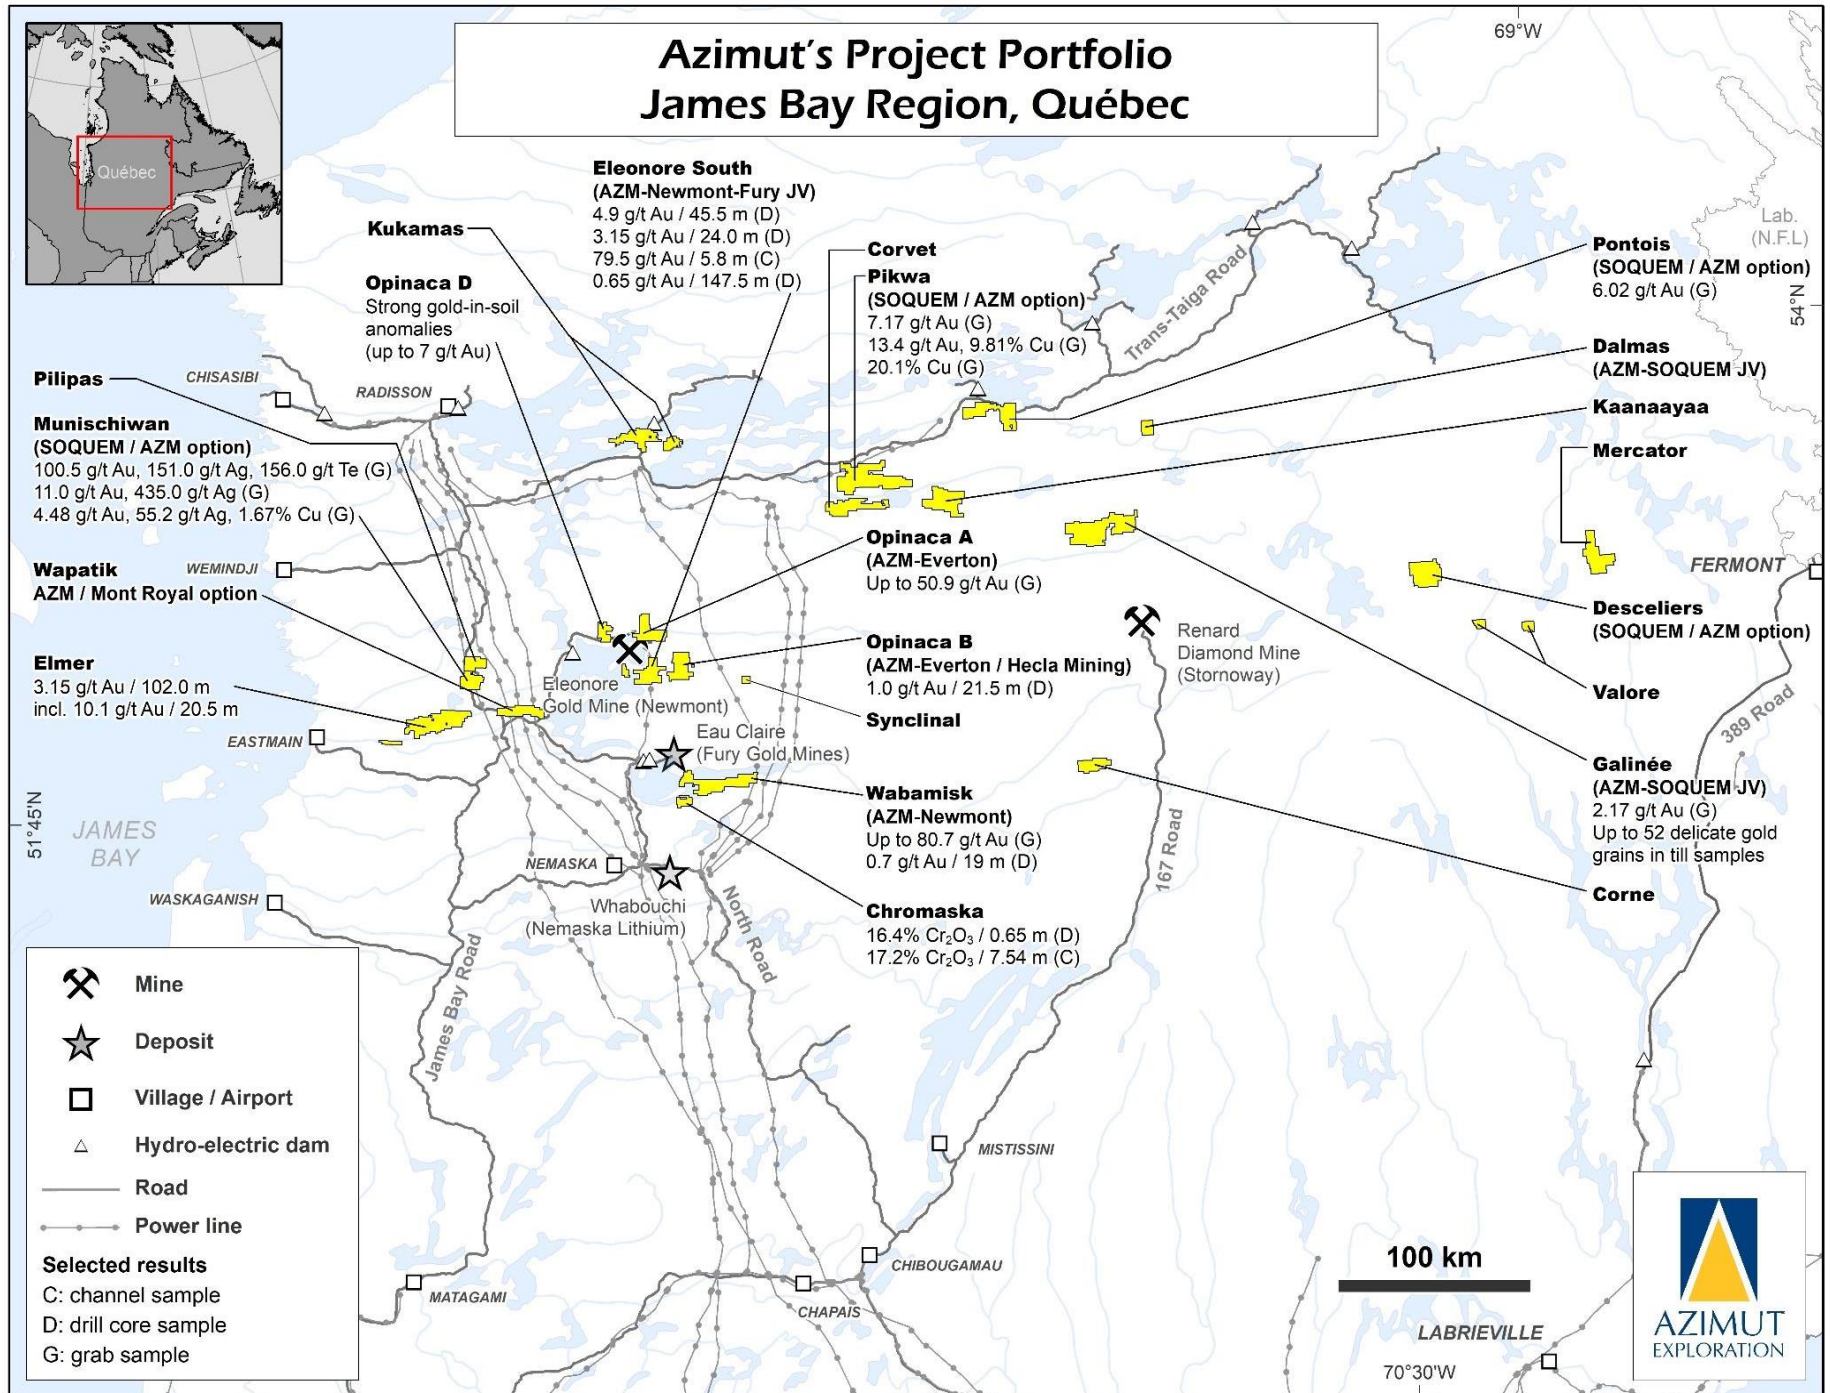 Azimut's Project Portfolio
James Bay Region, Québec
69°W
Québec
Lab.
(N.F.L)
54°N
Eleonore South
(AZM-Newmont-Fury JV)
4.9 g/t Au / 45.5 m (D)
3.15 g/t Au / 24.0 m (D)
79.5 g/t Au / 5.8 m (C)
0.65 g/t Au / 147.5 m (D)
Kukamas
Opinaca D
Strong gold-in-soil
anomalies
(up to 7 g/t Au)
Corvet
Pikwa
(SOQUEM / AZM option)
7.17 g/t Au (G)
13.4 g/t Au, 9.81% Cu (G)
20.1% Cu (G)
Trans-Taiga Road
Pontois
(SOQUEM / AZM option)
6.02 g/t Au (G)
Dalmas
(AZM-SOQUEM JV)
Kaanaayaa
Mercator
Pilipas
CHISASIBI
RADISSON
Munischiwan
(SOQUEM / AZM option)
100.5 g/t Au, 151.0 g/t Ag, 156.0 g/t Te (G)
11.0 g/t Au, 435.0 g/t Ag (G)
4.48 g/t Au, 55.2 g/t Ag, 1.67% Cu (G)
Wapatik
AZM / Mont Royal option
WEMINDJI
Opinaca A
(AZM-Everton)
Up to 50.9 g/t Au (G)
FERMONT
Desceliers
(SOQUEM / AZM option)
Renard
Diamond Mine
(Stornoway)
Opinaca B
(AZM-Everton / Hecla Mining)
1.0 g/t Au / 21.5 m (D)
Elmer
3.15 g/t Au / 102.0 m
incl. 10.1 g/t Au / 20.5 m
Eleonore
Gold Mine (Newmont)
Synclinal
Valore
389 Road
EASTMAIN
Eau Claire
(Fury Gold Mines)
Galinée
(AZM-SOQUEM JV)
2.17 g/t Au (G)
Up to 52 delicate gold
grains in till samples
Wabamisk
(AZM-Newmont)
Up to 80.7 g/t Au (G)
0.7 g/t Au / 19 m (D)
51°45'N
JAMES
BAY
167 Road
NEMASKA
Corne
WASKAGANISH
Whabouchi
(Nemaska Lithium)
North Road
Chromaska
16.4% Cr₂O₃ / 0.65 m (D)
17.2% Cr₂O₃ / 7.54 m (C)
James Bay Road
Mine
Deposit
Village / Airport
Hydro-electric dam
Road
Power line
Selected results
C: channel sample
D: drill core sample
G: grab sample
MISTISSINI
CHIBOUGAMAU
MATAGAMI
CHAPAIS
100 km
LABRIEVILLE
70°30'W
AZIMUT
EXPLORATION